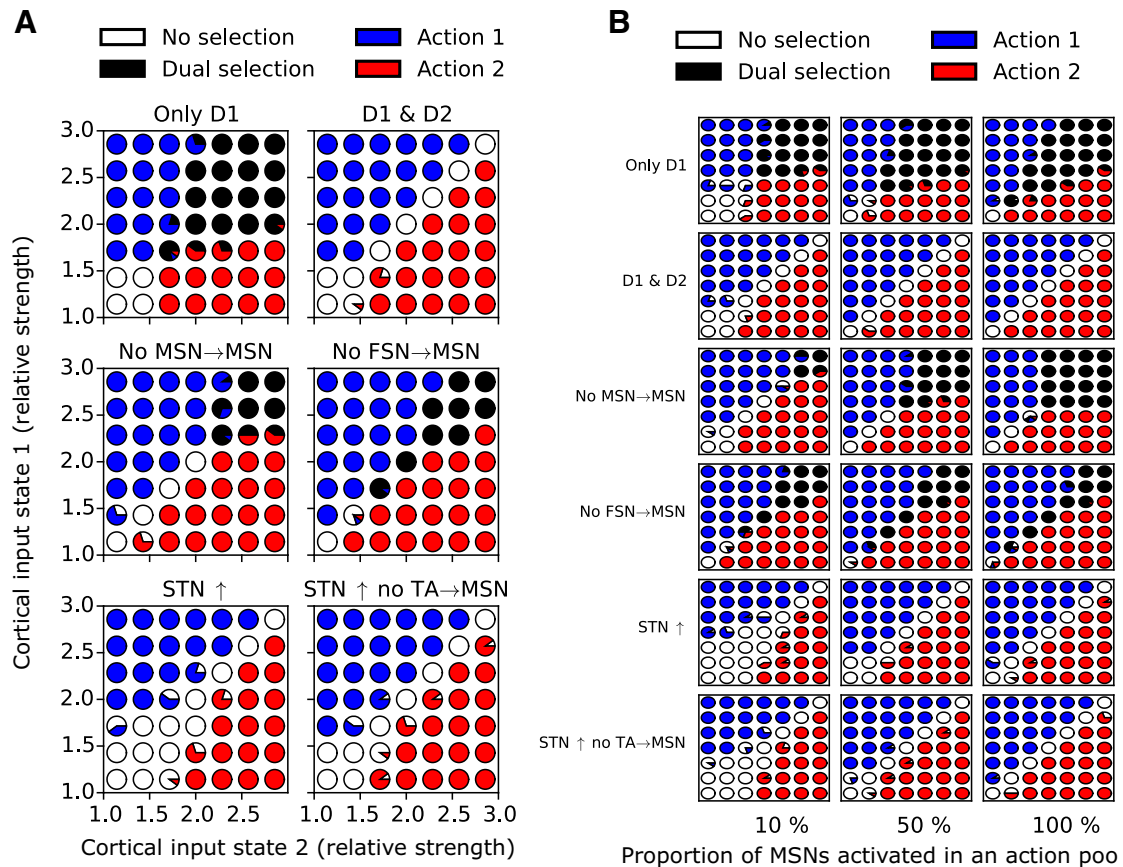 A
No selection
Action 1
Dual selection
Action 2
Only D1
D1 & D2
3.0
2.5
2.0
1.5
1.0
No MSN→MSN
No FSN→MSN
3.0
2.5
2.0
1.5
1.0
STN ↑
STN ↑ no TA→MSN
3.0
2.5
2.0
1.5
1.0
1.0 1.5 2.0 2.5 1.0 1.5 2.0 2.5 3.0
Cortical input state 1 (relative strength)
Cortical input state 2 (relative strength)
B
No selection
Action 1
Dual selection
Action 2
Only D1
D1 & D2
No MSN→MSN
No FSN→MSN
STN ↑
STN ↑ no TA→MSN
10 % 50 % 100 %
Proportion of MSNs activated in an action poo